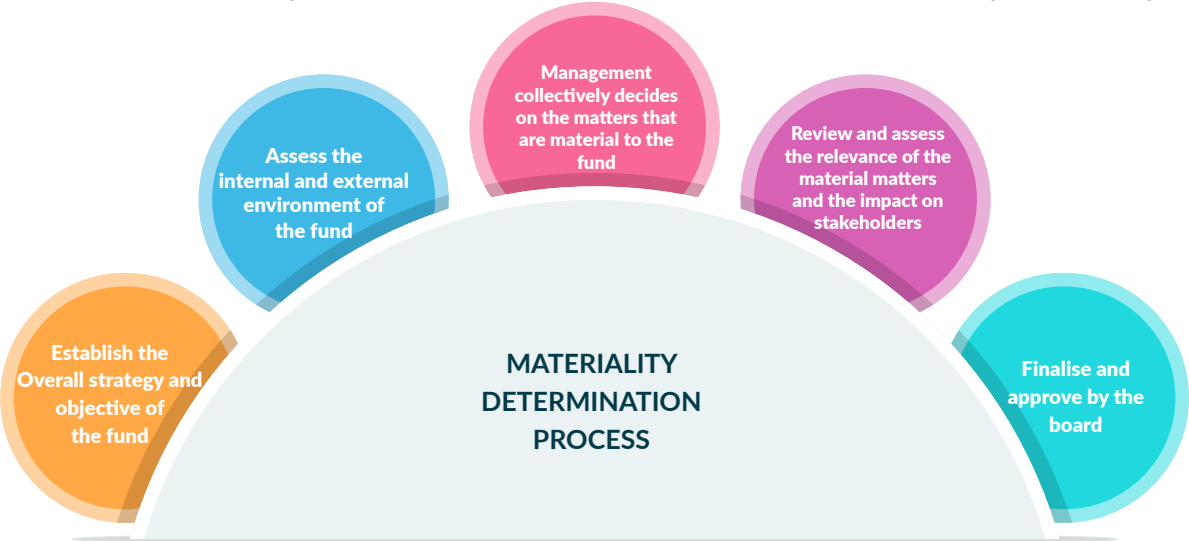 Establish the
Overall strategy and
objective of
the fund
Assess the
internal and external
environment of
the fund
Management
collectively decides
on the matters that
are material to the
fund
Review and assess
the relevance of the
material matters
and the impact on
stakeholders
Finalise and
approve by the
board
MATERIALITY
DETERMINATION
PROCESS